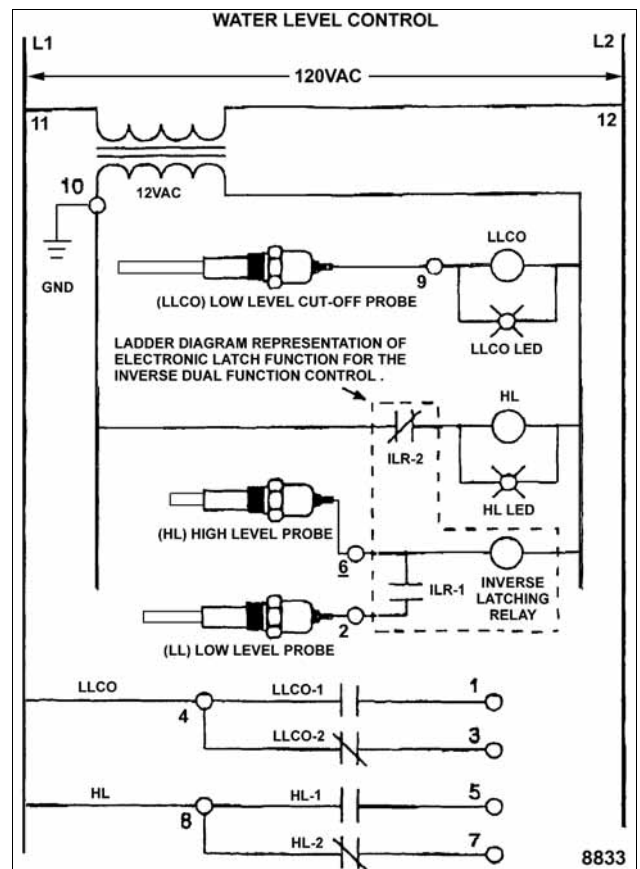 WATER LEVEL CONTROL
L1
L2
120VAC
11
12
10
12VAC
GND
LLCO
9
(LLCO) LOW LEVEL CUT-OFF PROBE
LLCO LED
LADDER DIAGRAM REPRESENTATION OF
ELECTRONIC LATCH FUNCTION FOR THE
INVERSE DUAL FUNCTION CONTROL .
HL
ILR-2
HL LED
(HL) HIGH LEVEL PROBE
6
INVERSE
LATCHING
RELAY
ILR-1
2
(LL) LOW LEVEL PROBE
LLCO
LLCO-1
1
4
LLCO-2
3
HL
HL-1
5
8
HL-2
7
8833